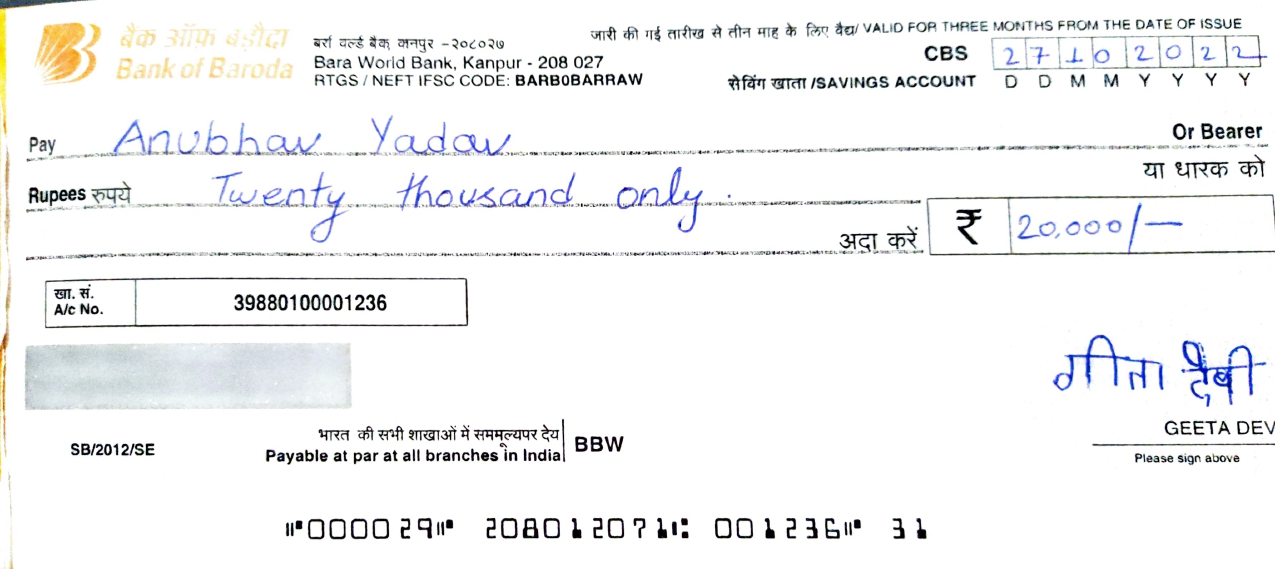 जारी की गई तारीख से तीन माह के लिए वैद्य/ VALID FOR THREE MONTHS FROM THE DATE OF ISSUE
बैंक ऑफ़ बड़ौदा
Bank of Baroda
बर्रा वर्ल्ड बैंक कानपुर -२०८०२७
Bara World Bank, Kanpur - 208 027
RTGS / NEFT IFSC CODE: BARB0BARRAW
CBS 2 7 1 0 2 0 2 2
सेविंग खाता /SAVINGS ACCOUNT D D M M Y Y Y Y
Pay Anubhav Yadav Or Bearer
या धारक को
Rupees रुपये Twenty thousand only.
अदा करें ₹ 20,000/-
खा. सं.
A/c No. 39880100001236
गीता देवी
GEETA DEV
Please sign above
SB/2012/SE
भारत की सभी शाखाओं में सममूल्यपर देय
Payable at par at all branches in India BBW
⑈000029⑈ 208012071⑆ 001236⑈ 31